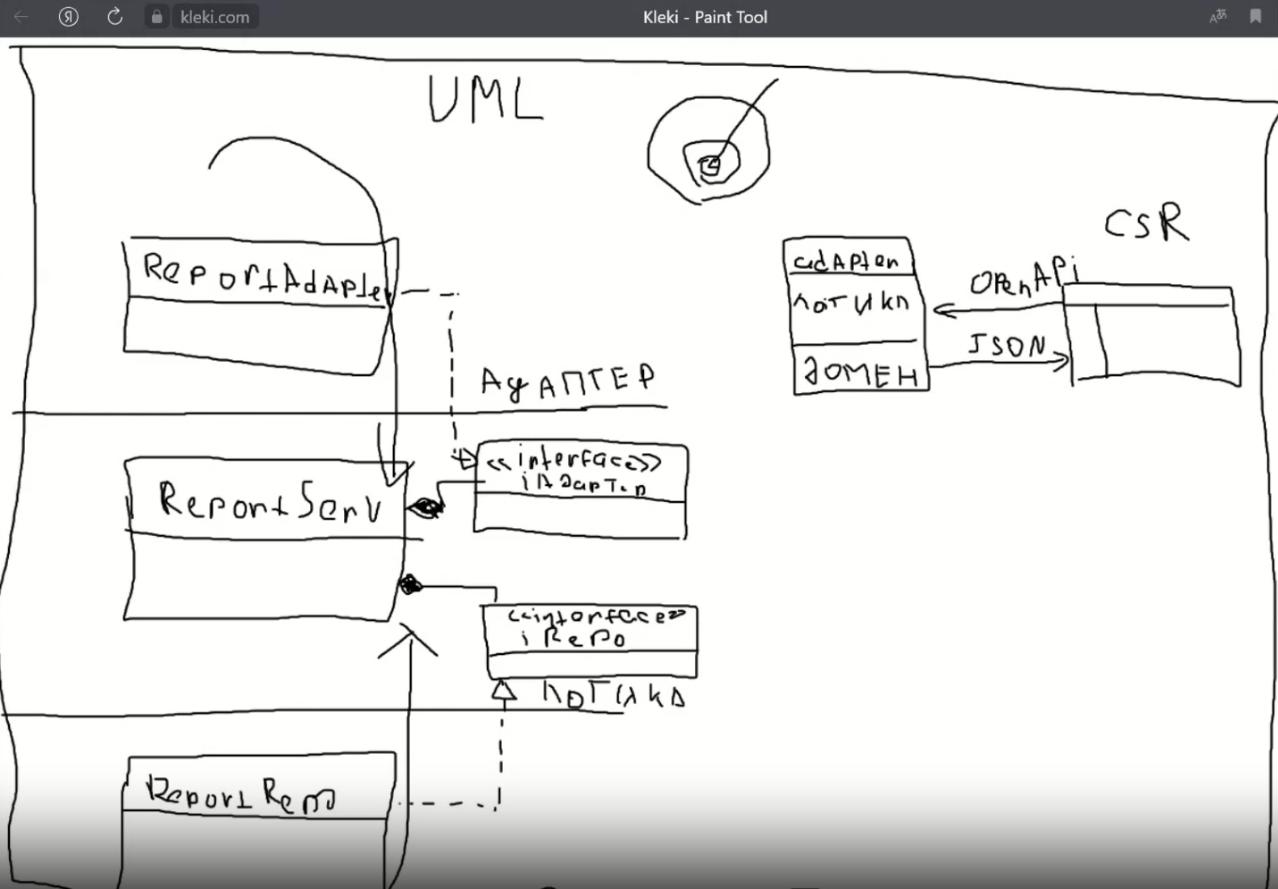 kleki.com
Kleki - Paint Tool
UML
CSR
ReportAdapter
adApter
OPenAPi
логика
JSON
ДОМЕН
АдАПТЕР
<<interface>>
iAдарTер
ReportServ
<<interface>>
iRePo
логика
ReportRepo